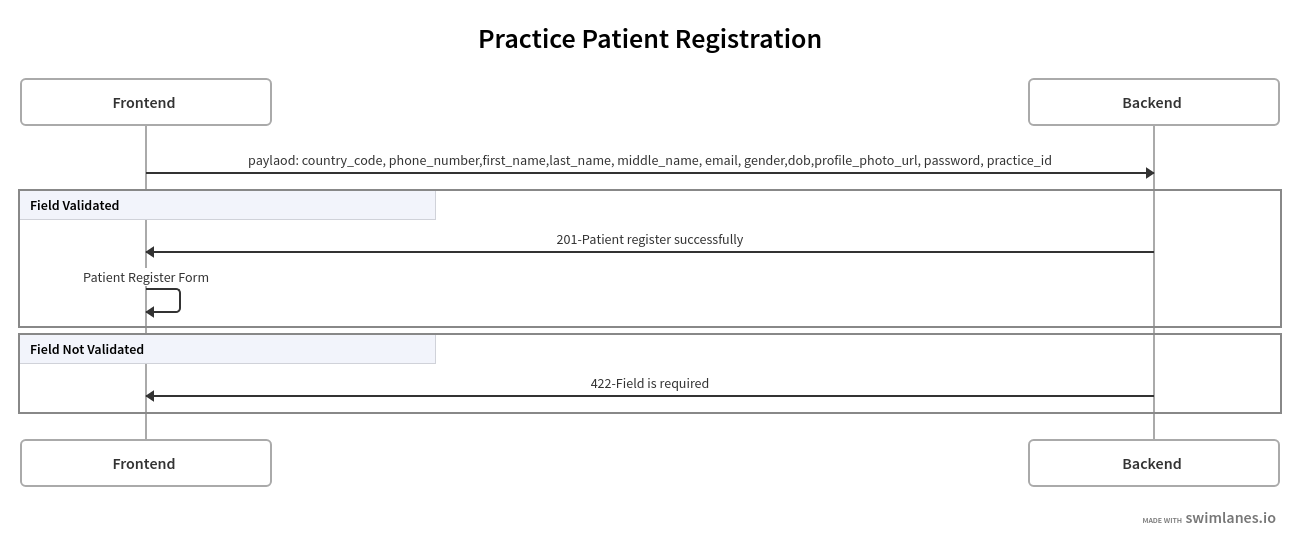 Practice Patient Registration
Frontend
Backend
paylaod: country_code, phone_number,first_name,last_name, middle_name, email, gender,dob,profile_photo_url, password, practice_id
Field Validated
201-Patient register successfully
Patient Register Form
Field Not Validated
422-Field is required
Frontend
Backend
MADE WITH swimlanes.io